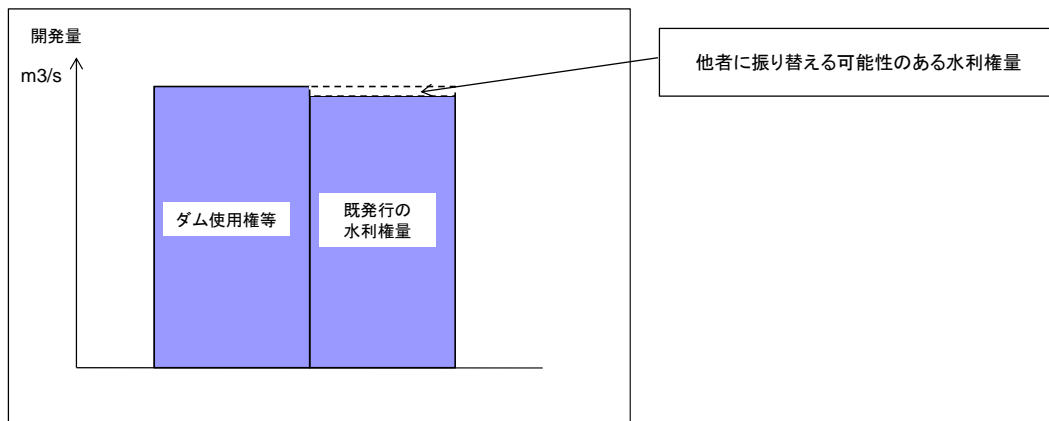 開発量
m3/s
他者に振り替える可能性のある水利権量
ダム使用権等
既発行の
水利権量